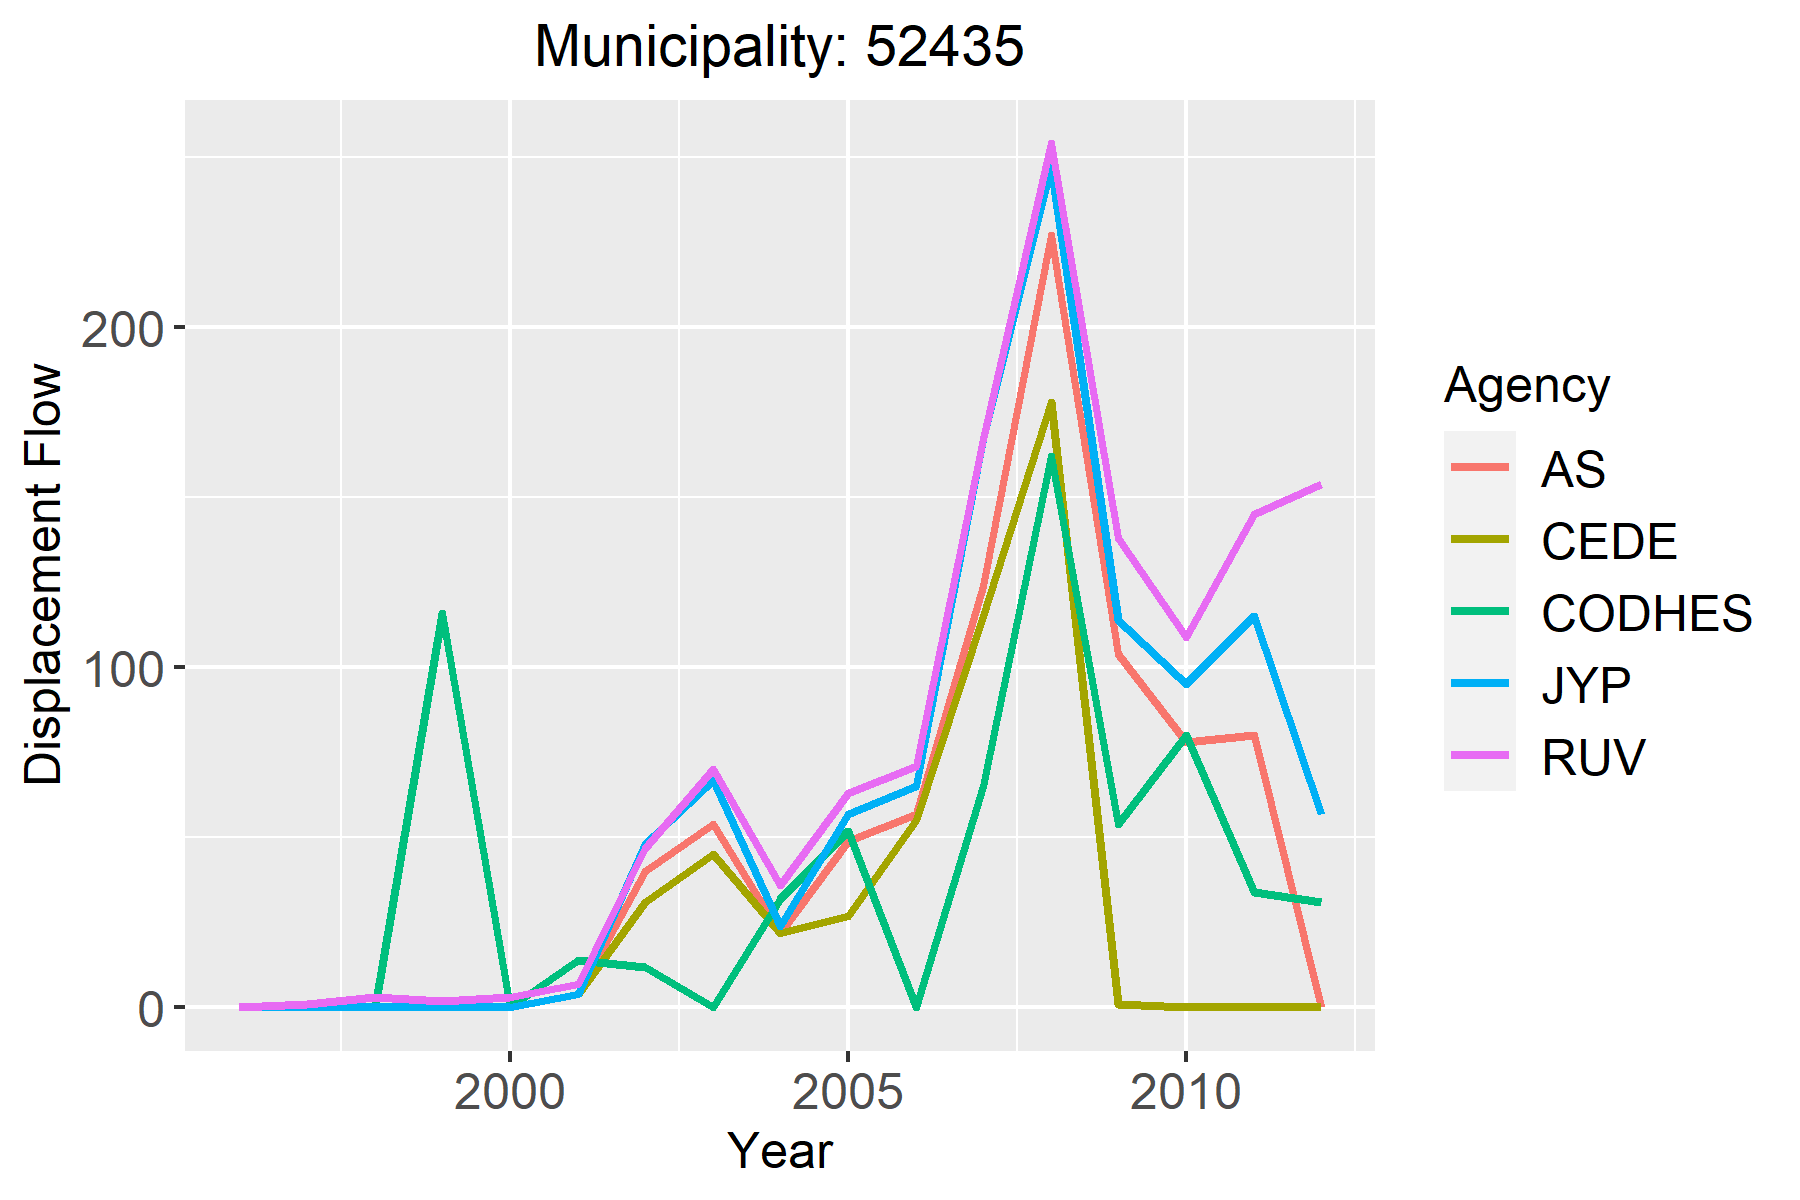 Municipality: 52435
Displacement Flow
200
100
0
2000 2005 2010
Year
Agency
AS
CEDE
CODHES
JYP
RUV